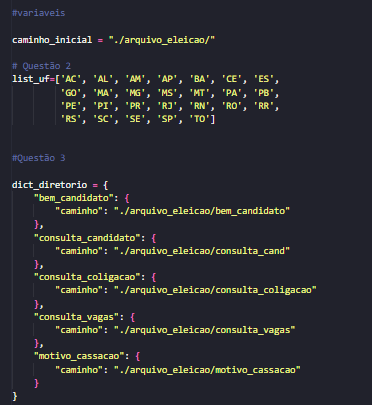 #variaveis
caminho_inicial = "./arquivo_eleicao/"
# Questão 2
list_uf=['AC', 'AL', 'AM', 'AP', 'BA', 'CE', 'ES',
'GO', 'MA', 'MG', 'MS', 'MT', 'PA', 'PB',
'PE', 'PI', 'PR', 'RJ', 'RN', 'RO', 'RR',
'RS', 'SC', 'SE', 'SP', 'TO']
#Questão 3
dict_diretorio = {
"bem_candidato": {
"caminho": "./arquivo_eleicao/bem_candidato"
},
"consulta_candidato": {
"caminho": "./arquivo_eleicao/consulta_cand"
},
"consulta_coligacao": {
"caminho": "./arquivo_eleicao/consulta_coligacao"
},
"consulta_vagas": {
"caminho": "./arquivo_eleicao/consulta_vagas"
},
"motivo_cassacao": {
"caminho": "./arquivo_eleicao/motivo_cassacao"
}
}